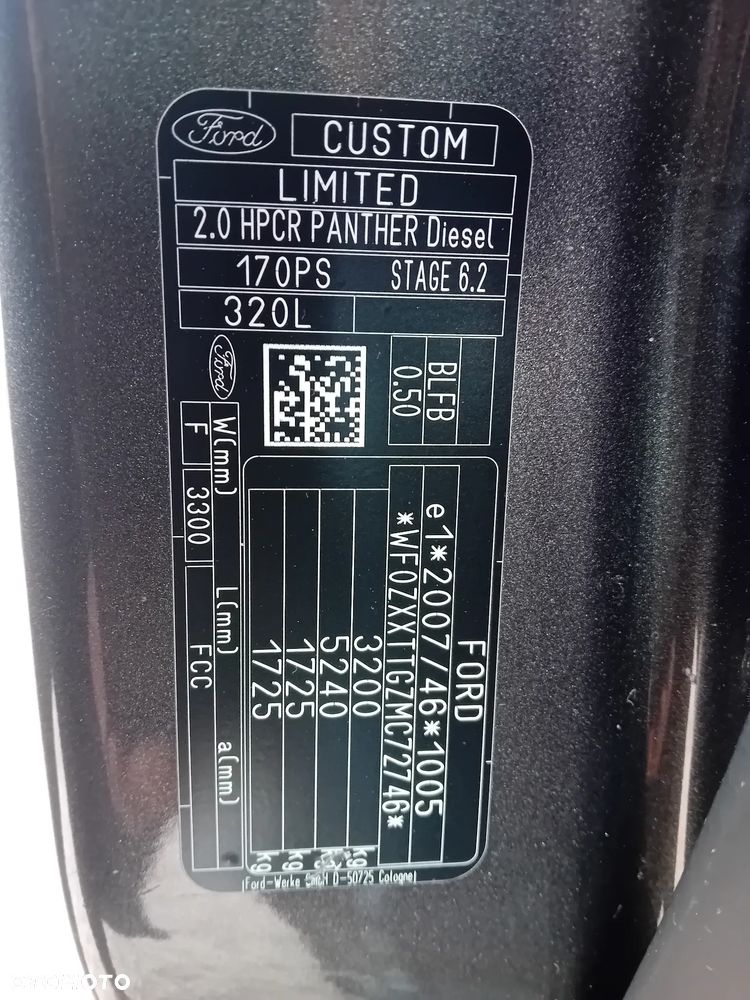 Ford
CUSTOM
LIMITED
2.0 HPCR PANTHER Diesel
170PS STAGE 6.2
320L
Ford
BLFB
0.50
FORD
e1*2007/46*1005
*WF0ZXXTTGZMC72746*
3200 kg
5240 kg
1725 kg
1725 kg
W(mm) L(mm) a(mm)
F 3300 FCC
Ford-Werke GmbH D-50725 Cologne
OTOMOTO